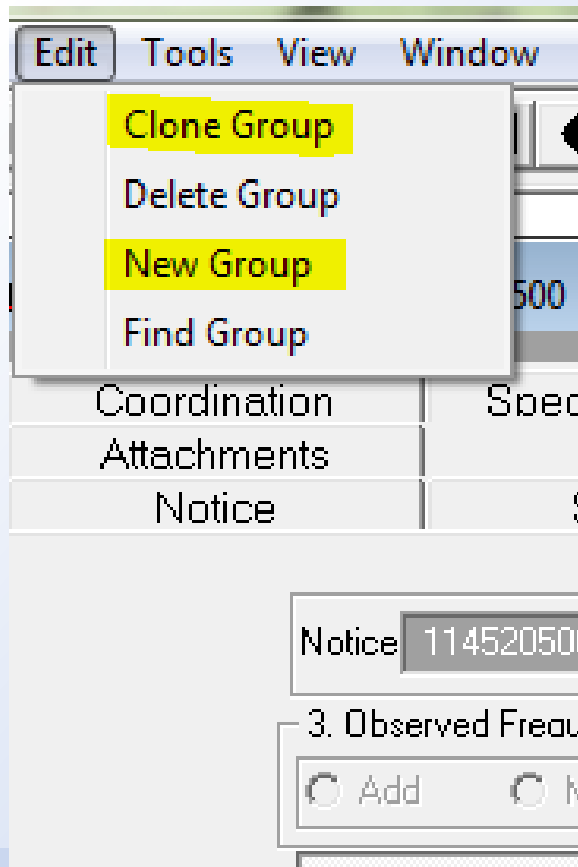 Edit Tools View Window
Clone Group
Delete Group
New Group
500
Find Group
Coordination
Attachments
Notice
Notice
3. Observed
Add